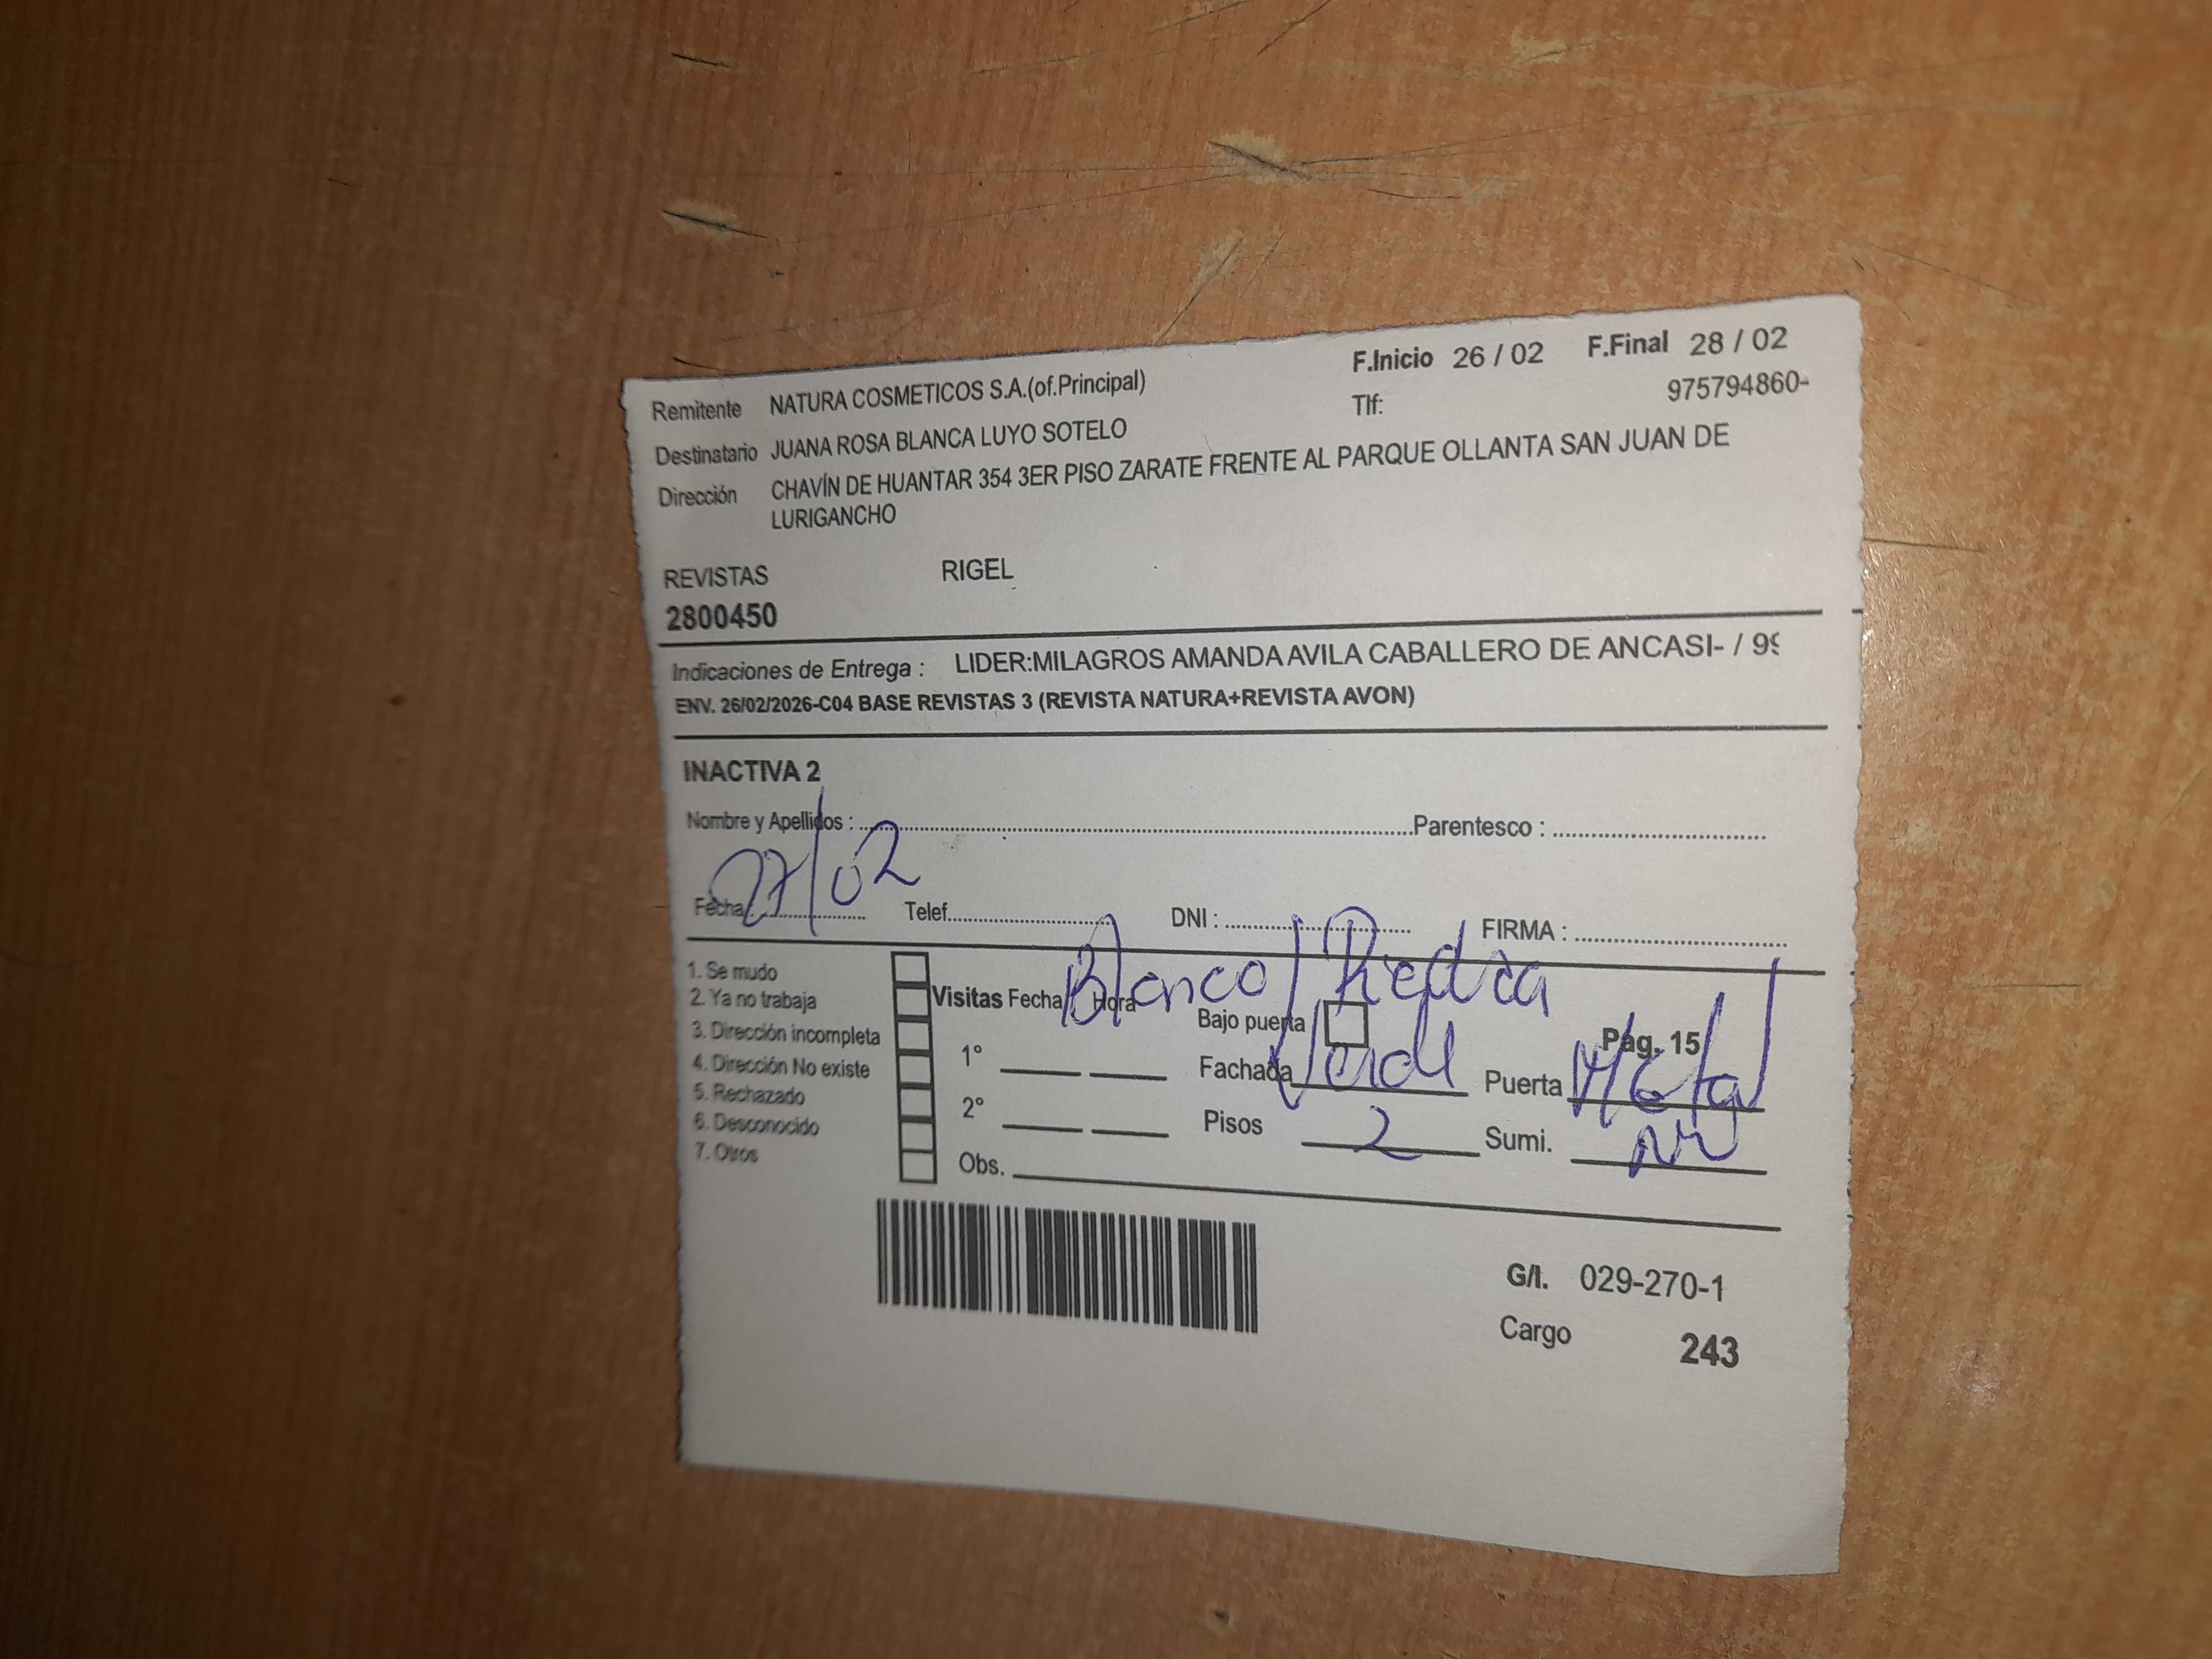 F.Inicio 26 / 02 F.Final 28 / 02
Remitente NATURA COSMETICOS S.A.(of.Principal) Tlf: 975794860-
Destinatario JUANA ROSA BLANCA LUYO SOTELO
Dirección CHAVÍN DE HUANTAR 354 3ER PISO ZARATE FRENTE AL PARQUE OLLANTA SAN JUAN DE
LURIGANCHO
REVISTAS RIGEL
2800450
Indicaciones de Entrega : LIDER:MILAGROS AMANDA AVILA CABALLERO DE ANCASI- / 99
ENV. 26/02/2026-C04 BASE REVISTAS 3 (REVISTA NATURA+REVISTA AVON)
INACTIVA 2
Nombre y Apellidos : Parentesco :
27/02
Fecha: Telef. DNI : FIRMA :
Blanco/Piedra
1. Se mudo
2. Ya no trabaja
3. Dirección incompleta
4. Dirección No existe
5. Rechazado
6. Desconocido
7. Otros
Visitas Fecha / Hora Bajo puerta Pág. 15
1° Fachada Verde Puerta Metal
2° Pisos 2 Sumi.
Obs.
G/I. 029-270-1
Cargo 243